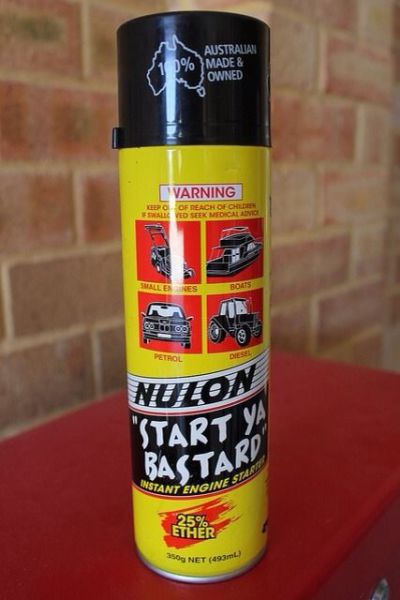 100%
AUSTRALIAN
MADE &
OWNED
WARNING
KEEP OUT OF REACH OF CHILDREN
IF SWALLOWED SEEK MEDICAL ADVICE
SMALL ENGINES
BOATS
PETROL
DIESEL
NULON
"START YA
BASTARD"
INSTANT ENGINE STARTER
25%
ETHER
350g NET (493mL)